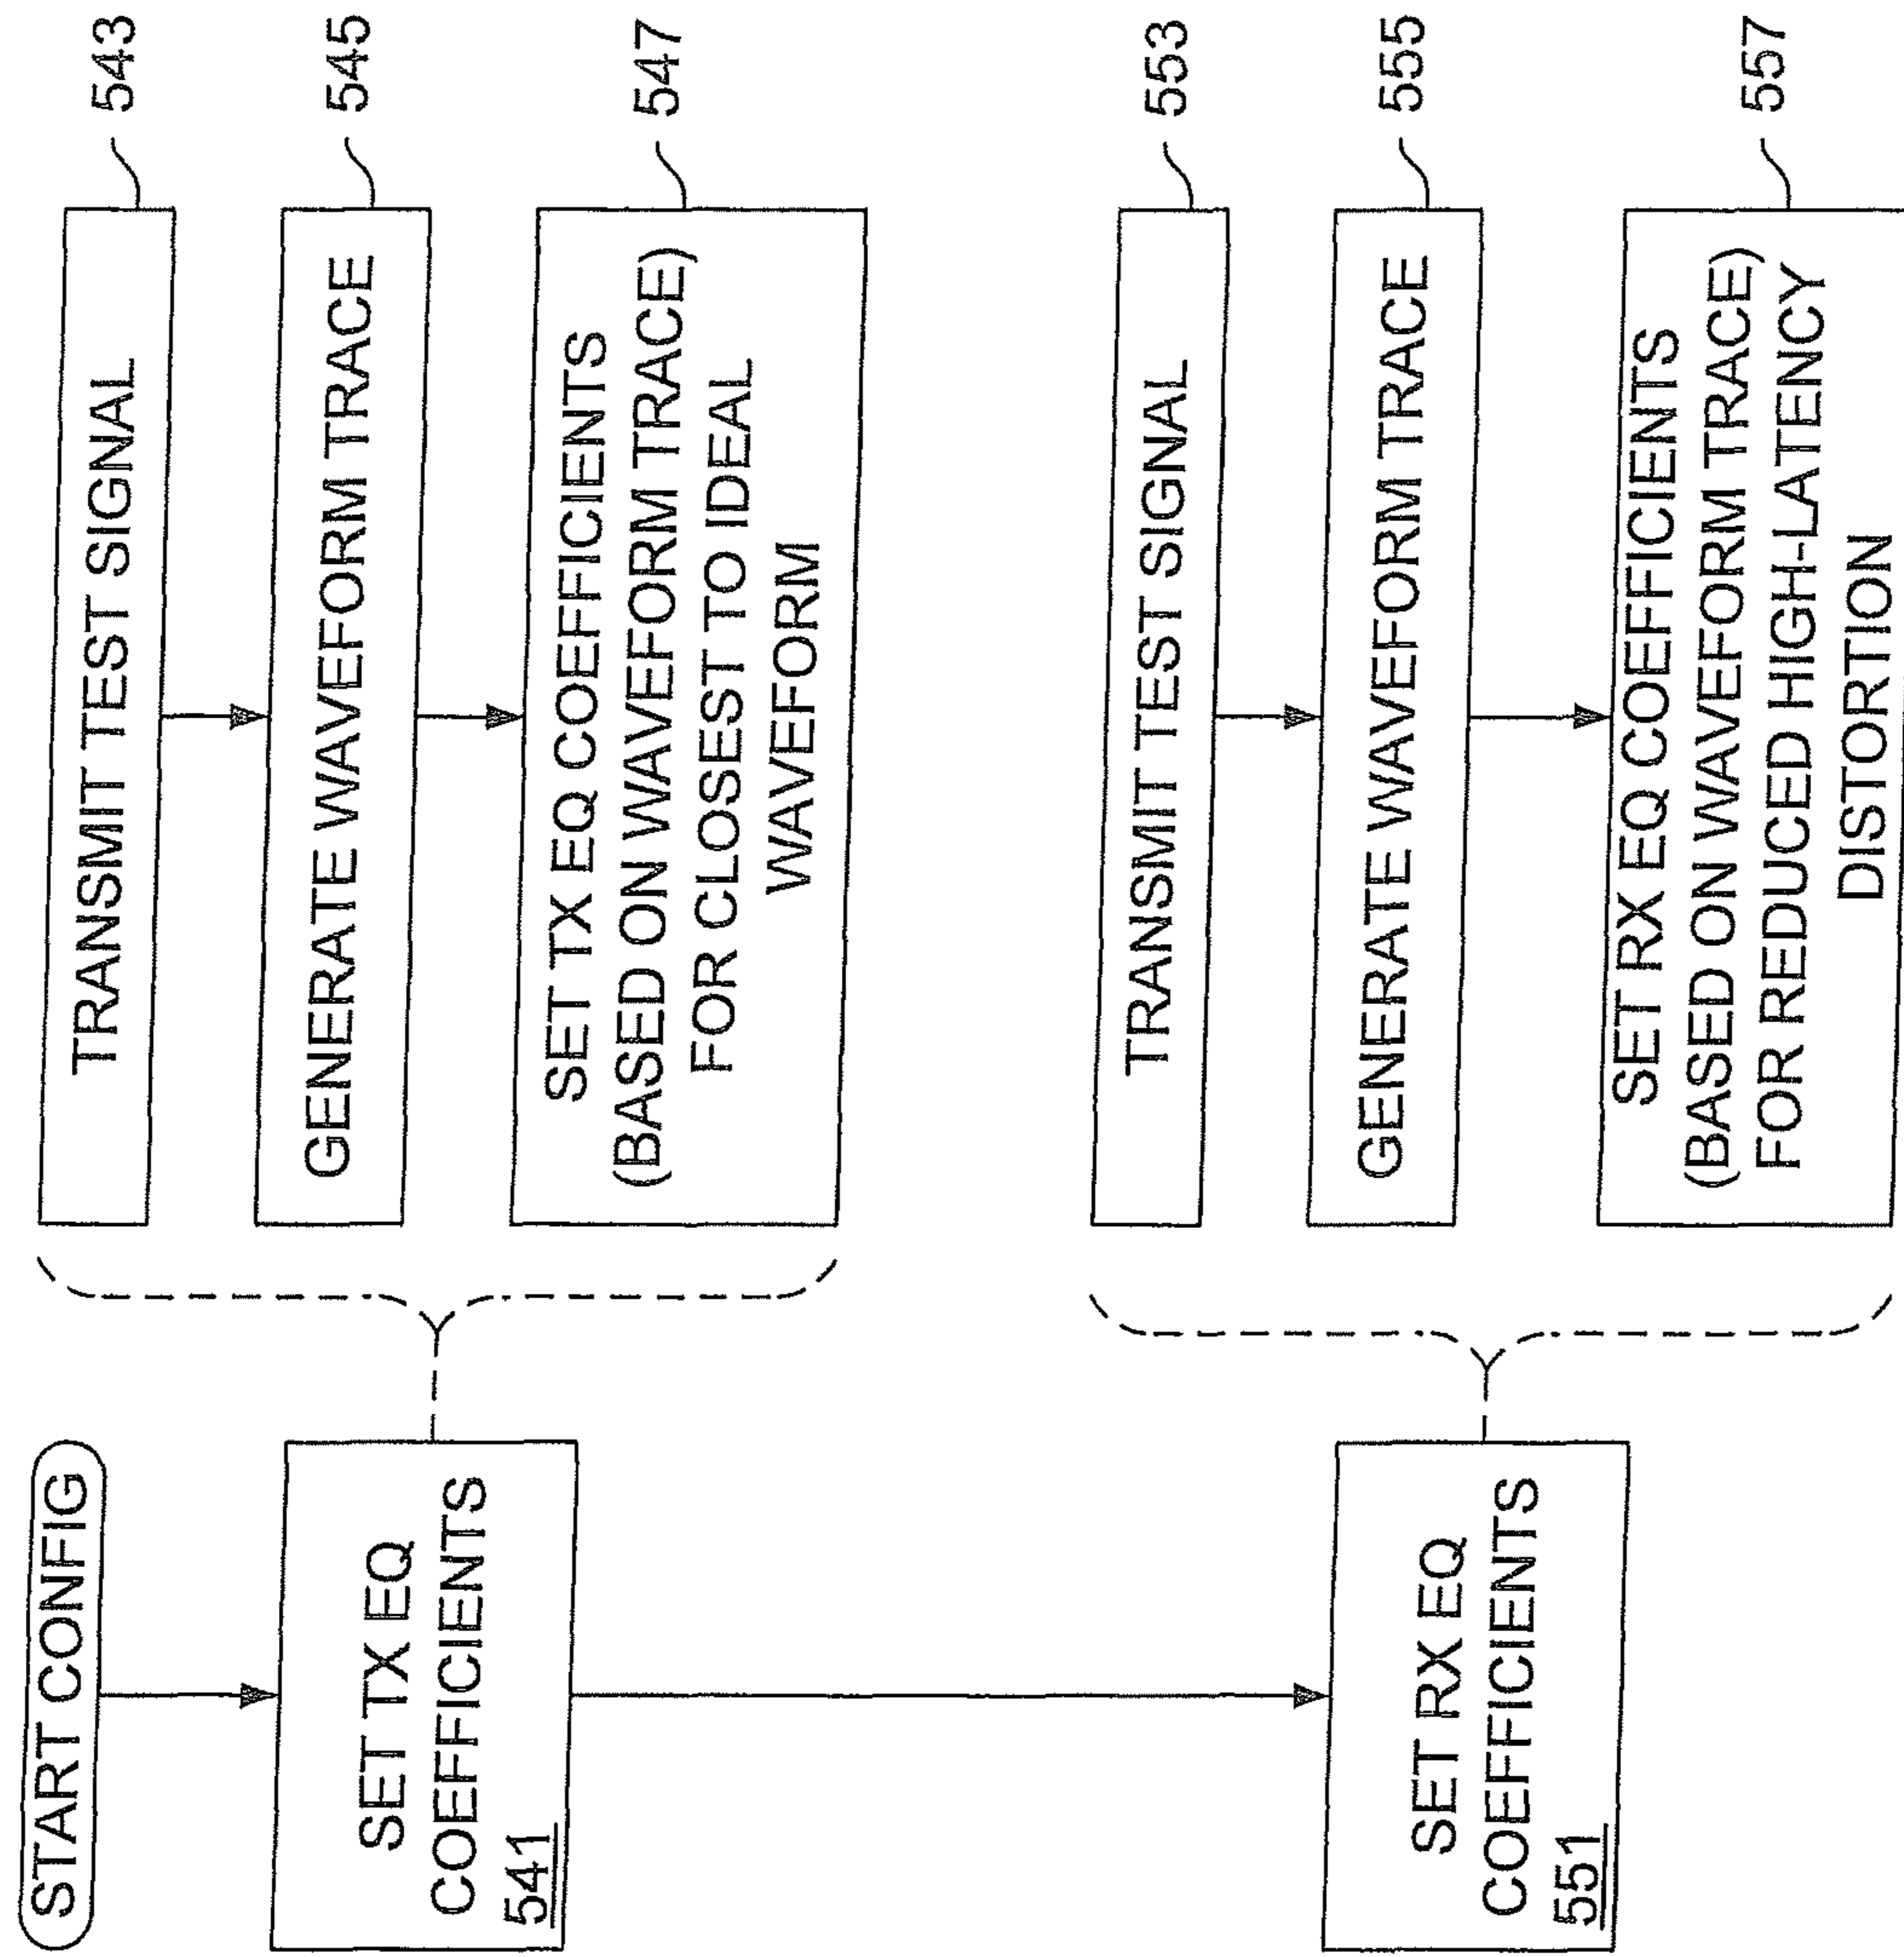 START CONFIG
SET TX EQ
COEFFICIENTS
541
TRANSMIT TEST SIGNAL
543
GENERATE WAVEFORM TRACE
545
SET TX EQ COEFFICIENTS
(BASED ON WAVEFORM TRACE)
FOR CLOSEST TO IDEAL
WAVEFORM
547
SET RX EQ
COEFFICIENTS
551
TRANSMIT TEST SIGNAL
553
GENERATE WAVEFORM TRACE
555
SET RX EQ COEFFICIENTS
(BASED ON WAVEFORM TRACE)
FOR REDUCED HIGH-LATENCY
DISTORTION
557